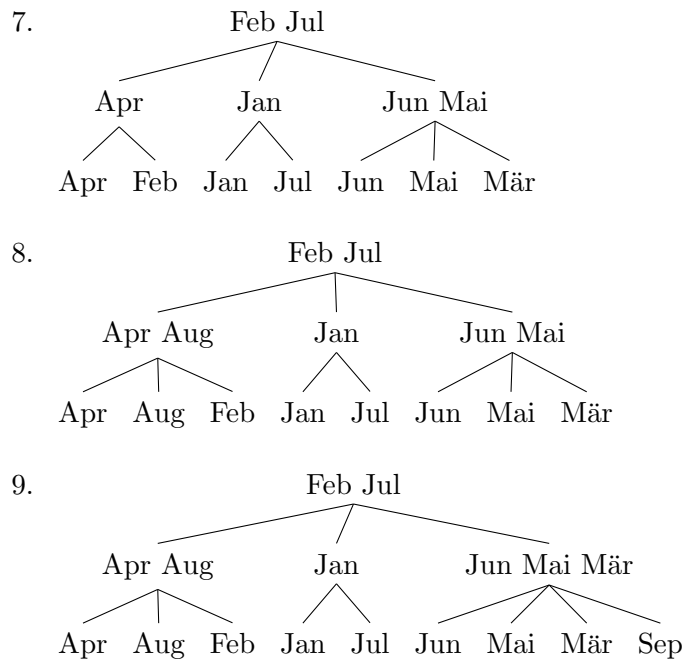 7. Feb Jul
Apr Jan Jun Mai
Apr Feb Jan Jul Jun Mai Mär
8. Feb Jul
Apr Aug Jan Jun Mai
Apr Aug Feb Jan Jul Jun Mai Mär
9. Feb Jul
Apr Aug Jan Jun Mai Mär
Apr Aug Feb Jan Jul Jun Mai Mär Sep